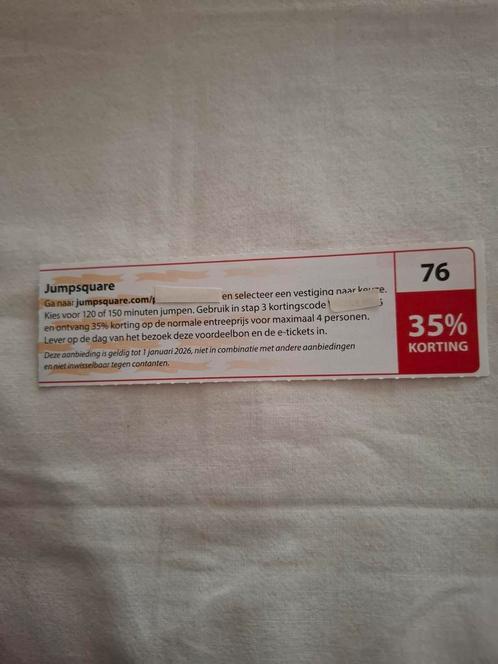 Jumpsquare
Ga naar jumpsquare.com/ en selecteer een vestiging naar keuze.
Kies voor 120 of 150 minuten jumpen. Gebruik in stap 3 kortingscode
en ontvang 35% korting op de normale entreeprijs voor maximaal 4 personen.
Lever op de dag van het bezoek deze voordeelbon en de e-tickets in.
Deze aanbieding is geldig tot 1 januari 2026, niet in combinatie met andere aanbiedingen
en niet inwisselbaar tegen contanten.
76
35%
KORTING